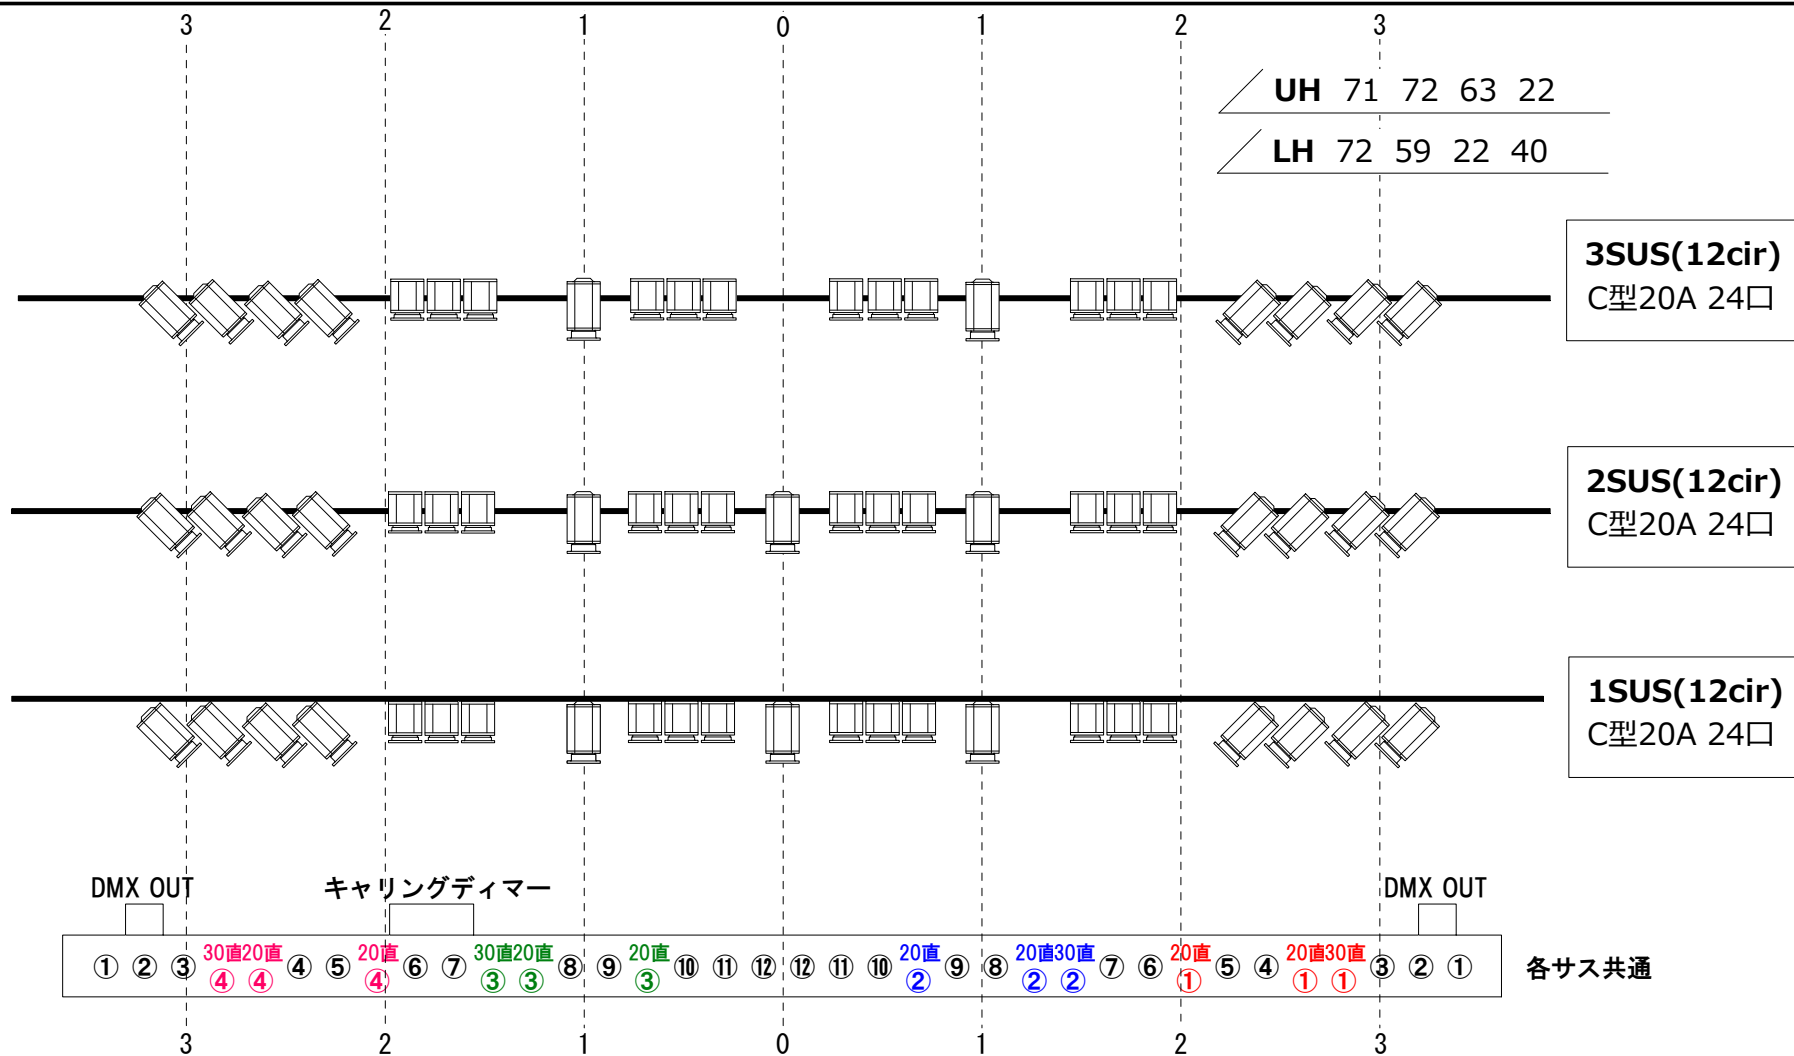 3 2 1 0 1 2 3
UH 71 72 63 22
LH 72 59 22 40
3SUS(12cir)
C型20A 24口
2SUS(12cir)
C型20A 24口
1SUS(12cir)
C型20A 24口
DMX OUT キャリングディマー DMX OUT
30直 20直 20直 30直 20直 20直 20直 20直 30直 20直 20直 30直
① ② ③ ④ ④ ④ ⑤ ④ ⑥ ⑦ ③ ③ ⑧ ⑨ ③ ⑩ ⑪ ⑫ ⑫ ⑪ ⑩ ② ⑨ ⑧ ② ② ⑦ ⑥ ① ⑤ ④ ① ① ③ ② ① 各サス共通
3 2 1 0 1 2 3